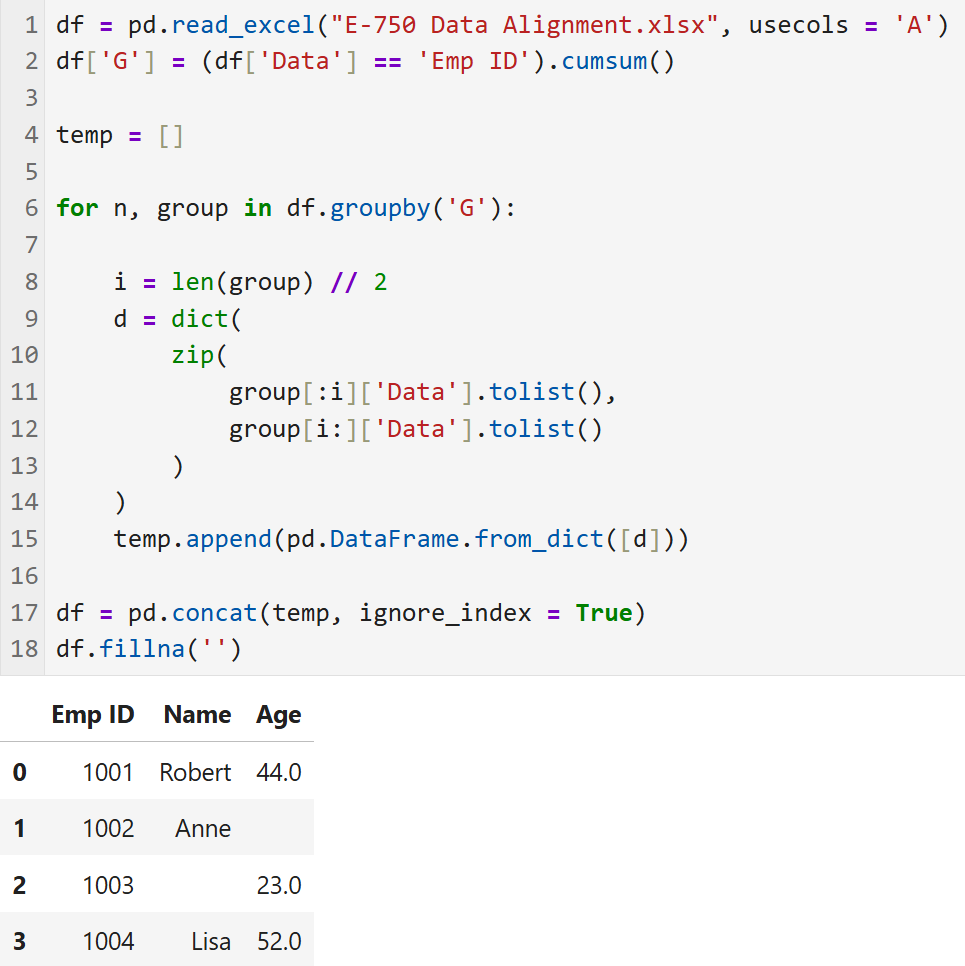 1 df = pd.read_excel("E-750 Data Alignment.xlsx", usecols = 'A')
2 df['G'] = (df['Data'] == 'Emp ID').cumsum()
3
4 temp = []
5
6 for n, group in df.groupby('G'):
7
8     i = len(group) // 2
9     d = dict(
10         zip(
11             group[:i]['Data'].tolist(),
12             group[i:]['Data'].tolist()
13         )
14     )
15     temp.append(pd.DataFrame.from_dict([d]))
16
17 df = pd.concat(temp, ignore_index = True)
18 df.fillna('')
Emp ID Name Age
0 1001 Robert 44.0
1 1002 Anne
2 1003 23.0
3 1004 Lisa 52.0